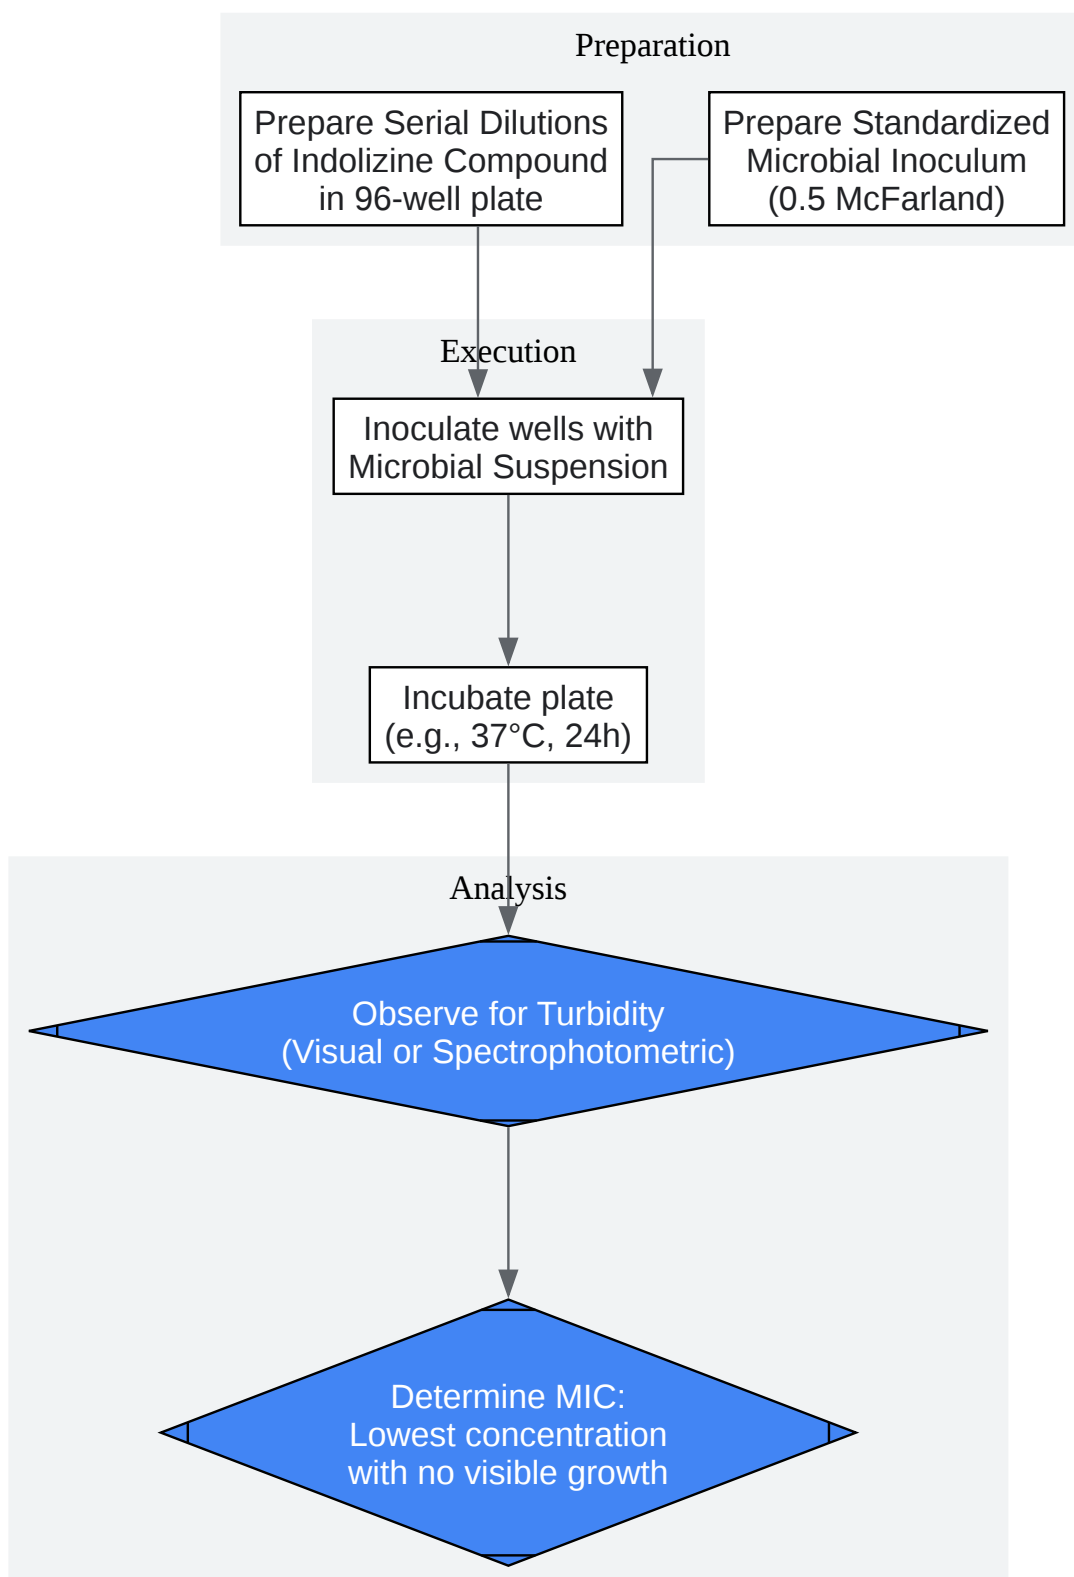 Preparation
Prepare Serial Dilutions
of Indolizine Compound
in 96-well plate
Prepare Standardized
Microbial Inoculum
(0.5 McFarland)
Execution
Inoculate wells with
Microbial Suspension
Incubate plate
(e.g., 37°C, 24h)
Analysis
Observe for Turbidity
(Visual or Spectrophotometric)
Determine MIC:
Lowest concentration
with no visible growth